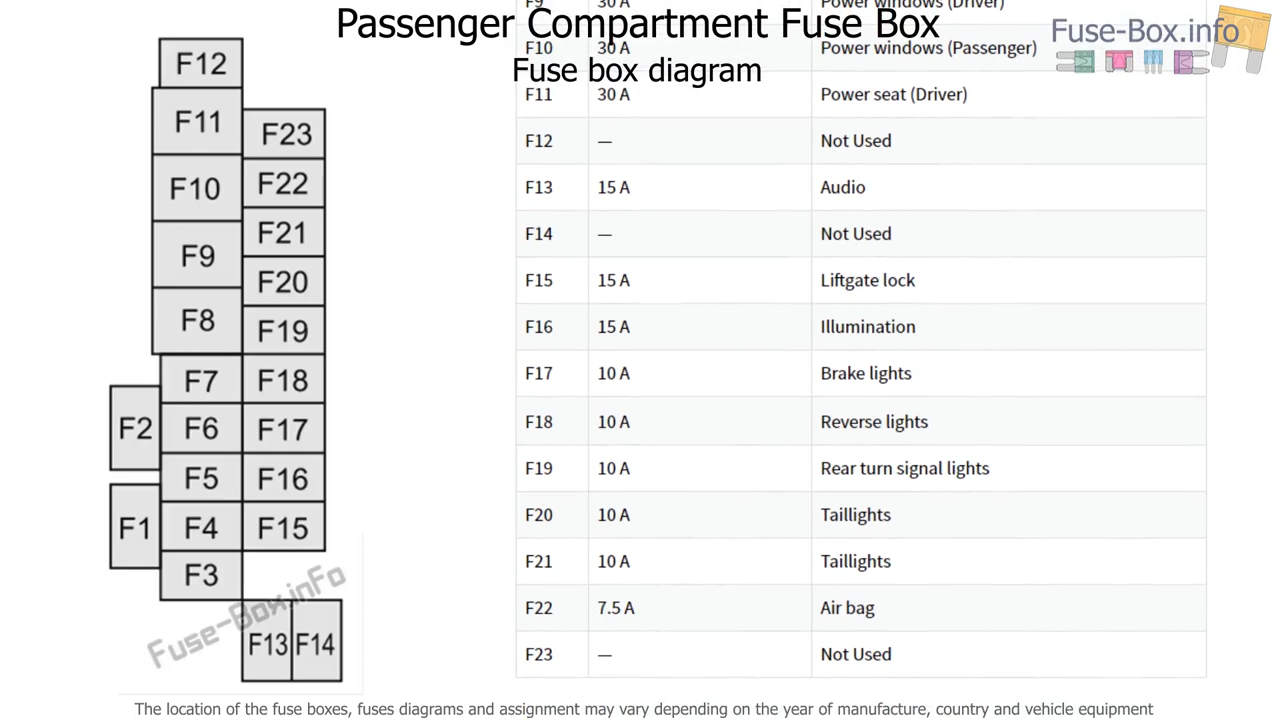 Passenger Compartment Fuse Box
Fuse box diagram
Fuse-Box.info
F12
F11
F10
F9
F8
F7
F6
F5
F4
F3
F2
F1
F23
F22
F21
F20
F19
F18
F17
F16
F15
F13 F14
Fuse-Box.inFo
F9 30 A Power windows (Driver)
F10 30 A Power windows (Passenger)
F11 30 A Power seat (Driver)
F12 — Not Used
F13 15 A Audio
F14 — Not Used
F15 15 A Liftgate lock
F16 15 A Illumination
F17 10 A Brake lights
F18 10 A Reverse lights
F19 10 A Rear turn signal lights
F20 10 A Taillights
F21 10 A Taillights
F22 7.5 A Air bag
F23 — Not Used
The location of the fuse boxes, fuses diagrams and assignment may vary depending on the year of manufacture, country and vehicle equipment